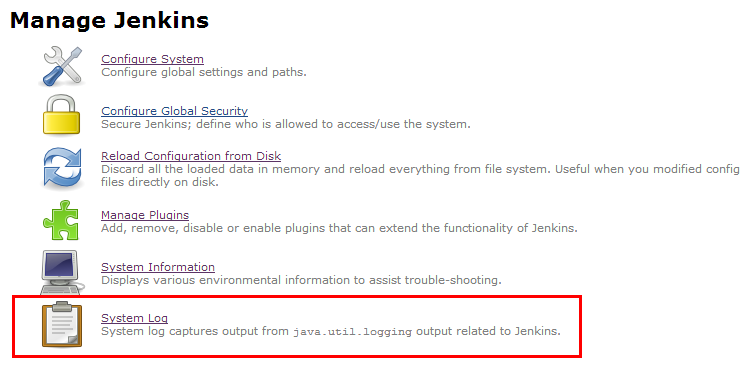 Manage Jenkins
Configure System
Configure global settings and paths.
Configure Global Security
Secure Jenkins; define who is allowed to access/use the system.
Reload Configuration from Disk
Discard all the loaded data in memory and reload everything from file system. Useful when you modified config
files directly on disk.
Manage Plugins
Add, remove, disable or enable plugins that can extend the functionality of Jenkins.
System Information
Displays various environmental information to assist trouble-shooting.
System Log
System log captures output from java.util.logging output related to Jenkins.